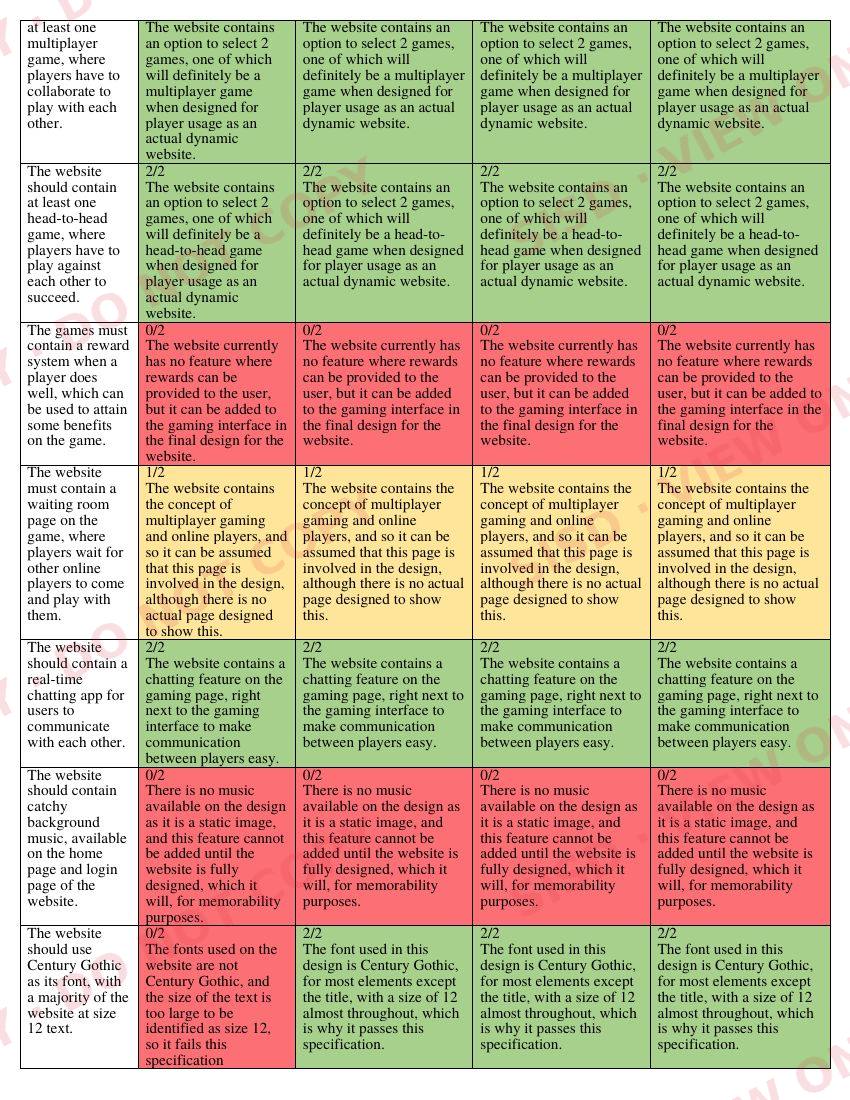 at least one
multiplayer
game, where
players have to
collaborate to
play with each
other.
The website contains
an option to select 2
games, one of which
will definitely be a
multiplayer game
when designed for
player usage as an
actual dynamic
website.
The website contains an
option to select 2 games,
one of which will
definitely be a multiplayer
game when designed for
player usage as an actual
dynamic website.
The website contains an
option to select 2 games,
one of which will
definitely be a multiplayer
game when designed for
player usage as an actual
dynamic website.
The website contains an
option to select 2 games,
one of which will
definitely be a multiplayer
game when designed for
player usage as an actual
dynamic website.
The website
should contain
at least one
head-to-head
game, where
players have to
play against
each other to
succeed.
2/2
The website contains
an option to select 2
games, one of which
will definitely be a
head-to-head game
when designed for
player usage as an
actual dynamic
website.
2/2
The website contains an
option to select 2 games,
one of which will
definitely be a head-to-
head game when designed
for player usage as an
actual dynamic website.
2/2
The website contains an
option to select 2 games,
one of which will
definitely be a head-to-
head game when designed
for player usage as an
actual dynamic website.
2/2
The website contains an
option to select 2 games,
one of which will
definitely be a head-to-
head game when designed
for player usage as an
actual dynamic website.
The games must
contain a reward
system when a
player does
well, which can
be used to attain
some benefits
on the game.
0/2
The website currently
has no feature where
rewards can be
provided to the user,
but it can be added to
the gaming interface in
the final design for the
website.
0/2
The website currently has
no feature where rewards
can be provided to the
user, but it can be added
to the gaming interface in
the final design for the
website.
0/2
The website currently has
no feature where rewards
can be provided to the
user, but it can be added
to the gaming interface in
the final design for the
website.
0/2
The website currently has
no feature where rewards
can be provided to the
user, but it can be added to
the gaming interface in the
final design for the
website.
The website
must contain a
waiting room
page on the
game, where
players wait for
other online
players to come
and play with
them.
1/2
The website contains
the concept of
multiplayer gaming
and online players, and
so it can be assumed
that this page is
involved in the design,
although there is no
actual page designed
to show this.
1/2
The website contains the
concept of multiplayer
gaming and online
players, and so it can be
assumed that this page is
involved in the design,
although there is no actual
page designed to show
this.
1/2
The website contains the
concept of multiplayer
gaming and online
players, and so it can be
assumed that this page is
involved in the design,
although there is no actual
page designed to show
this.
1/2
The website contains the
concept of multiplayer
gaming and online
players, and so it can be
assumed that this page is
involved in the design,
although there is no actual
page designed to show
this.
The website
should contain a
real-time
chatting app for
users to
communicate
with each other.
2/2
The website contains a
chatting feature on the
gaming page, right
next to the gaming
interface to make
communication
between players easy.
2/2
The website contains a
chatting feature on the
gaming page, right next to
the gaming interface to
make communication
between players easy.
2/2
The website contains a
chatting feature on the
gaming page, right next to
the gaming interface to
make communication
between players easy.
2/2
The website contains a
chatting feature on the
gaming page, right next to
the gaming interface to
make communication
between players easy.
The website
should contain
catchy
background
music, available
on the home
page and login
page of the
website.
0/2
There is no music
available on the design
as it is a static image,
and this feature cannot
be added until the
website is fully
designed, which it
will, for memorability
purposes.
0/2
There is no music
available on the design as
it is a static image, and
this feature cannot be
added until the website is
fully designed, which it
will, for memorability
purposes.
0/2
There is no music
available on the design as
it is a static image, and
this feature cannot be
added until the website is
fully designed, which it
will, for memorability
purposes.
0/2
There is no music
available on the design as
it is a static image, and
this feature cannot be
added until the website is
fully designed, which it
will, for memorability
purposes.
The website
should use
Century Gothic
as its font, with
a majority of the
website at size
12 text.
0/2
The fonts used on the
website are not
Century Gothic, and
the size of the text is
too large to be
identified as size 12,
so it fails this
specification
2/2
The font used in this
design is Century Gothic,
for most elements except
the title, with a size of 12
almost throughout, which
is why it passes this
specification.
2/2
The font used in this
design is Century Gothic,
for most elements except
the title, with a size of 12
almost throughout, which
is why it passes this
specification.
2/2
The font used in this
design is Century Gothic,
for most elements except
the title, with a size of 12
almost throughout, which
is why it passes this
specification.